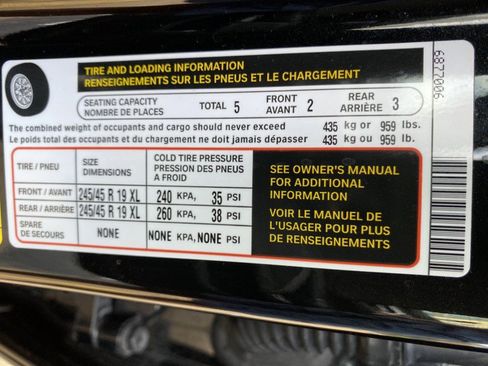 TIRE AND LOADING INFORMATION
RENSEIGNEMENTS SUR LES PNEUS ET LE CHARGEMENT
SEATING CAPACITY
NOMBRE DE PLACES
TOTAL 5
FRONT
AVANT 2
REAR
ARRIÈRE 3
The combined weight of occupants and cargo should never exceed 435 kg or 959 lbs.
Le poids total des occupants et du chargement ne doit jamais dépasser 435 kg ou 959 lb.
TIRE / PNEU
SIZE
DIMENSIONS
COLD TIRE PRESSURE
PRESSION DES PNEUS
A FROID
FRONT / AVANT 245/45 R 19 XL 240 KPA, 35 PSI
REAR / ARRIÈRE 245/45 R 19 XL 260 KPA, 38 PSI
SPARE
DE SECOURS NONE NONE KPA, NONE PSI
SEE OWNER'S MANUAL
FOR ADDITIONAL
INFORMATION
VOIR LE MANUEL DE
L'USAGER POUR PLUS
DE RENSEIGNEMENTS
6877006